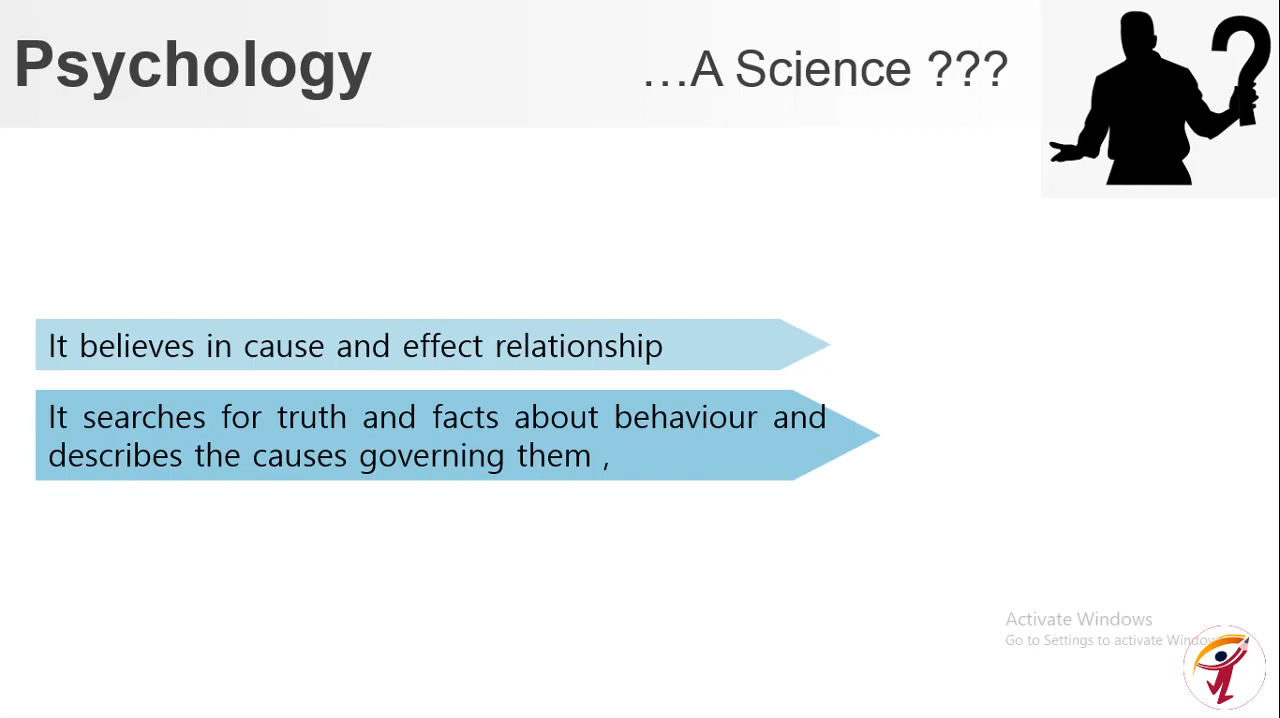 Psychology
...A Science ???
It believes in cause and effect relationship
It searches for truth and facts about behaviour and
describes the causes governing them ,
Activate Windows
Go to Settings to activate Windows